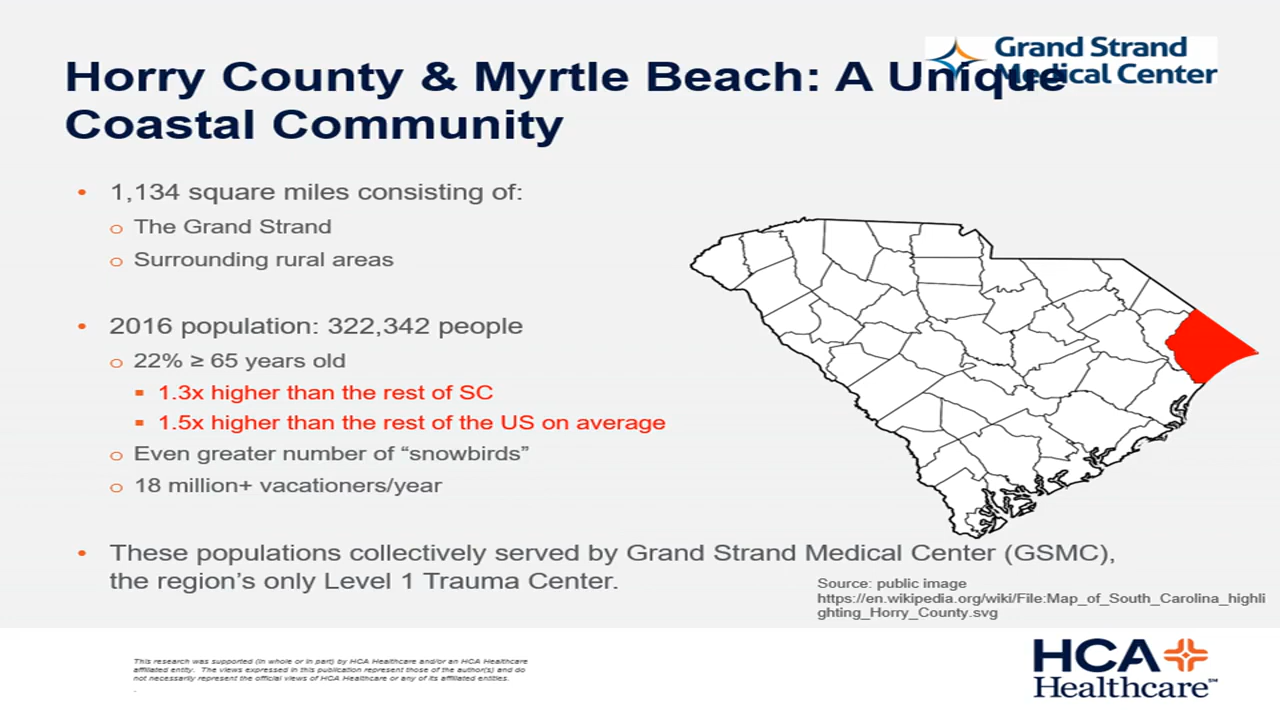 Grand Strand
Medical Center
Horry County & Myrtle Beach: A Unique
Coastal Community
• 1,134 square miles consisting of:
o The Grand Strand
o Surrounding rural areas
• 2016 population: 322,342 people
o 22% ≥ 65 years old
▪ 1.3x higher than the rest of SC
▪ 1.5x higher than the rest of the US on average
o Even greater number of “snowbirds”
o 18 million+ vacationers/year
• These populations collectively served by Grand Strand Medical Center (GSMC),
the region’s only Level 1 Trauma Center.
Source: public image
https://en.wikipedia.org/wiki/File:Map_of_South_Carolina_highli
ghting_Horry_County.svg
This research was supported (in whole or in part) by HCA Healthcare and/or an HCA Healthcare
affiliated entity. The views expressed in this publication represent those of the author(s) and do
not necessarily represent the official views of HCA Healthcare or any of its affiliated entities.
.
HCA
Healthcare℠